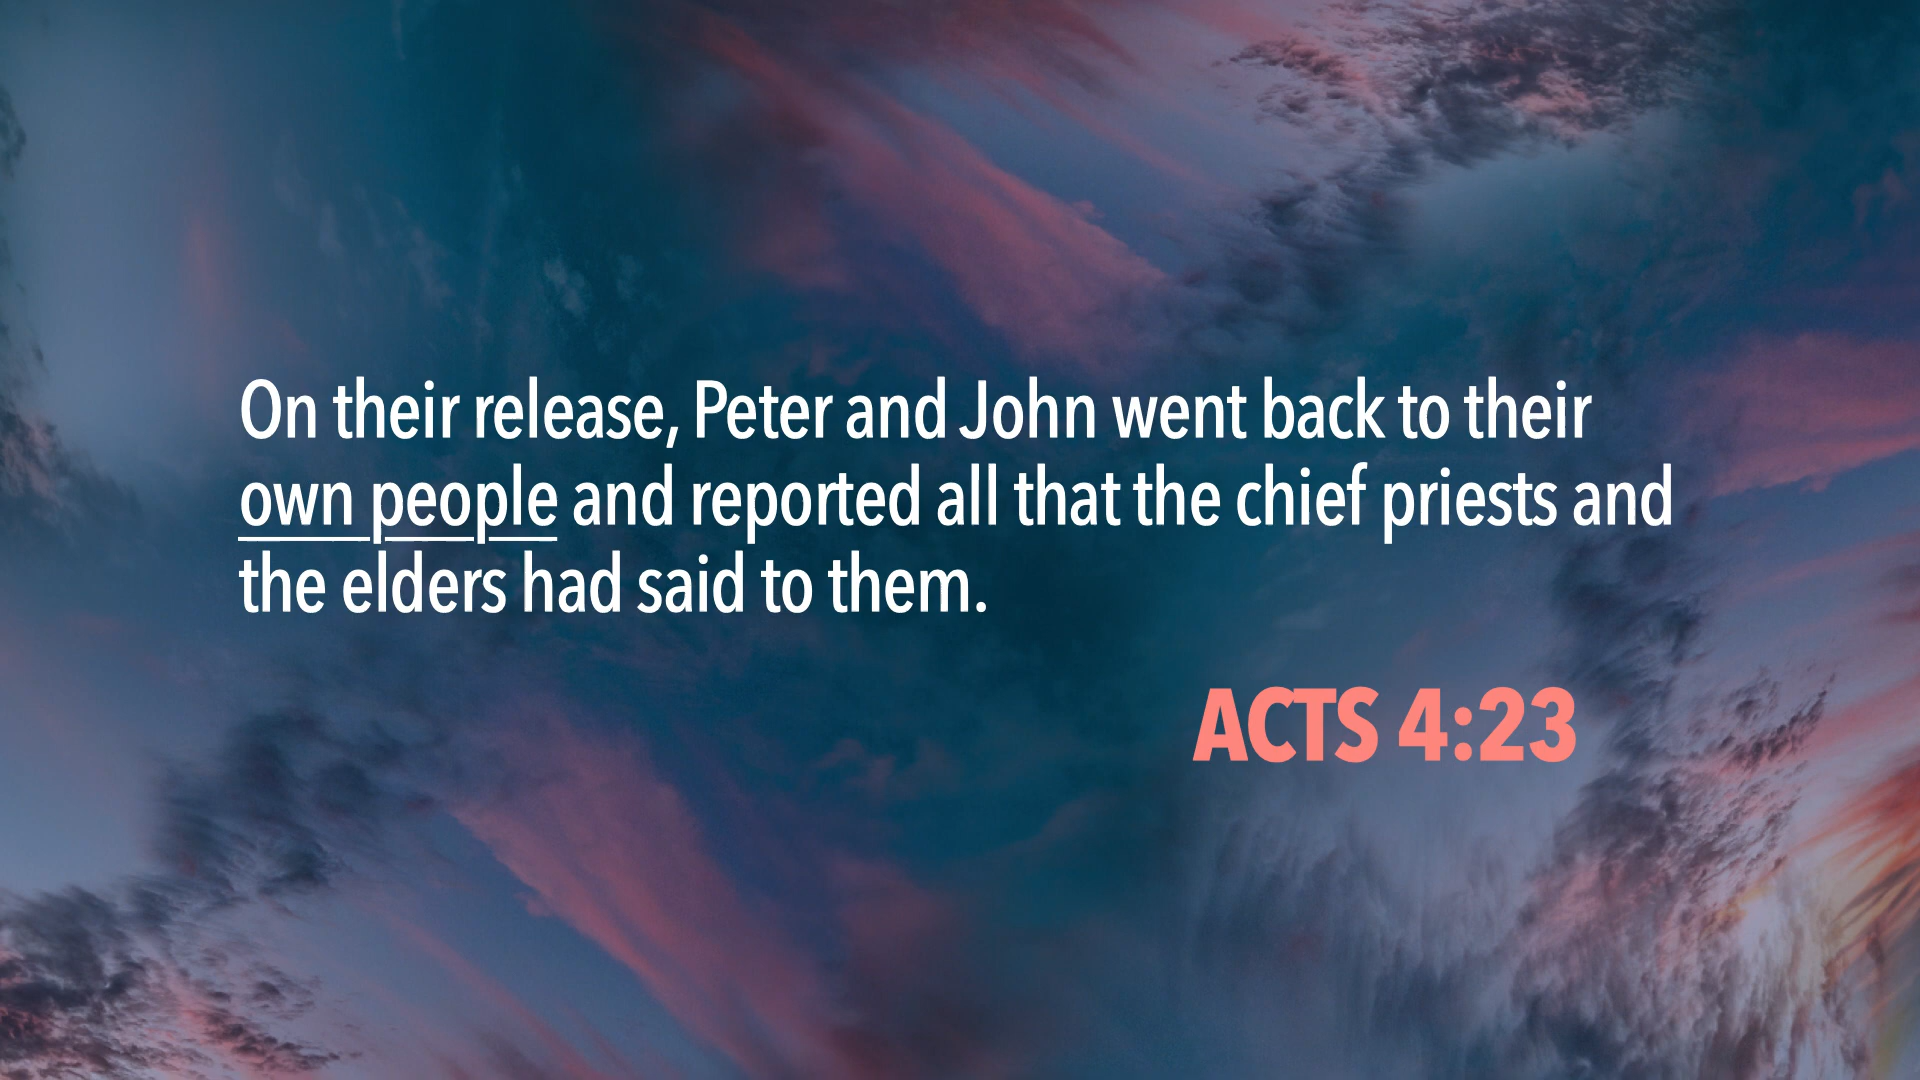 On their release, Peter and John went back to their
own people and reported all that the chief priests and
the elders had said to them.
ACTS 4:23